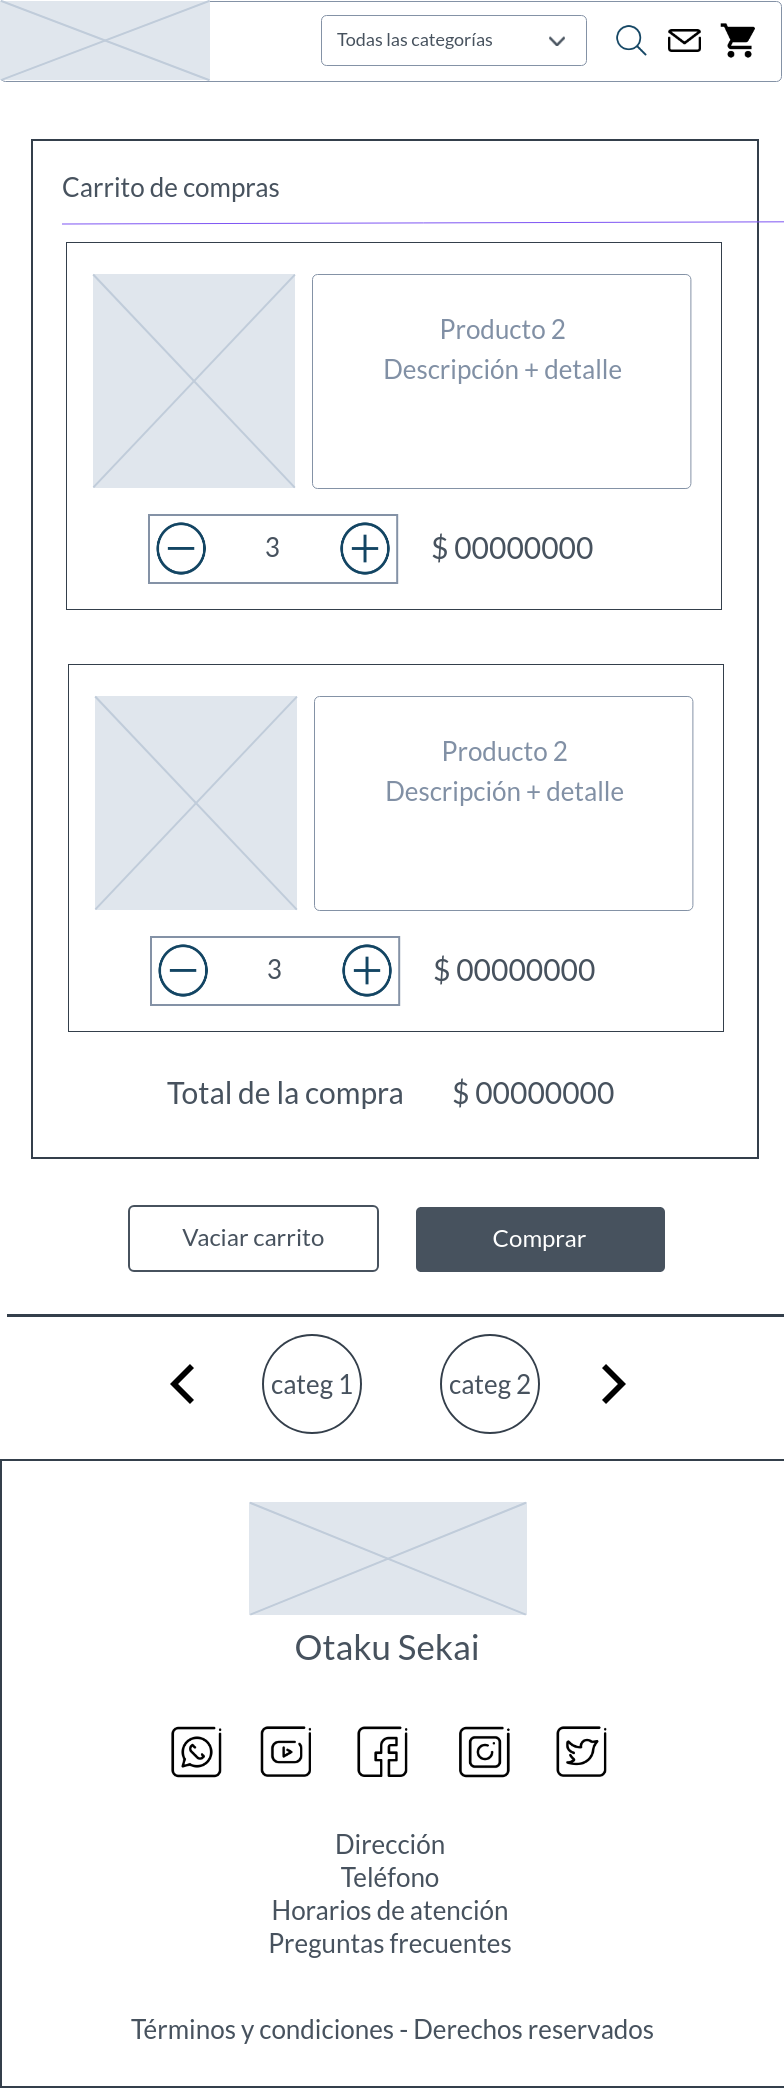 Todas las categorías
Carrito de compras
Producto 2
Descripción + detalle
3
$ 00000000
Producto 2
Descripción + detalle
3
$ 00000000
Total de la compra $ 00000000
Vaciar carrito
Comprar
categ 1
categ 2
Otaku Sekai
Dirección
Teléfono
Horarios de atención
Preguntas frecuentes
Términos y condiciones - Derechos reservados